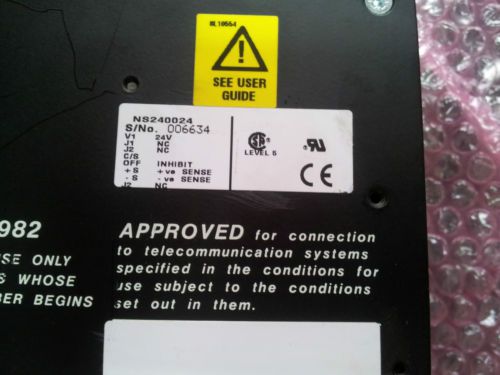 ML10554
SEE USER
GUIDE
NS240024
S/No. 006634
V1 24V
J1 NC
J2 NC
C/S
OFF INHIBIT
+S +ve SENSE
-S -ve SENSE
J2 NC
LEVEL 5
CE
982
APPROVED for connection
USE ONLY to telecommunication systems
WHOSE specified in the conditions for
BER BEGINS use subject to the conditions
set out in them.